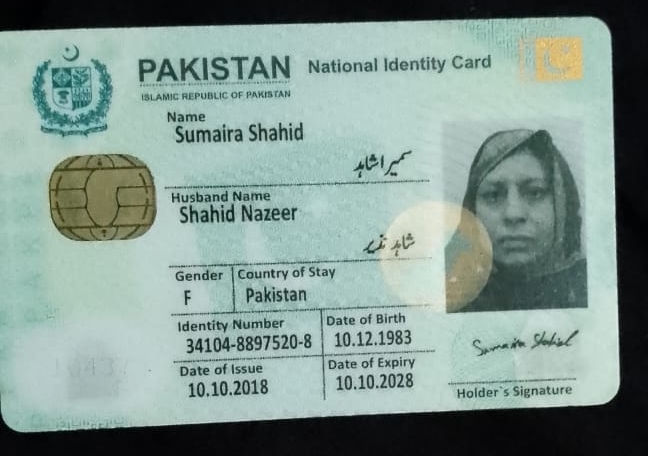 PAKISTAN National Identity Card
ISLAMIC REPUBLIC OF PAKISTAN
Name
Sumaira Shahid
سمیرا شاہد
Husband Name
Shahid Nazeer
شاہد نذیر
Gender Country of Stay
F Pakistan
Identity Number Date of Birth
34104-8897520-8 10.12.1983
Date of Issue Date of Expiry
10.10.2018 10.10.2028
Sumaira Shahid
Holder's Signature